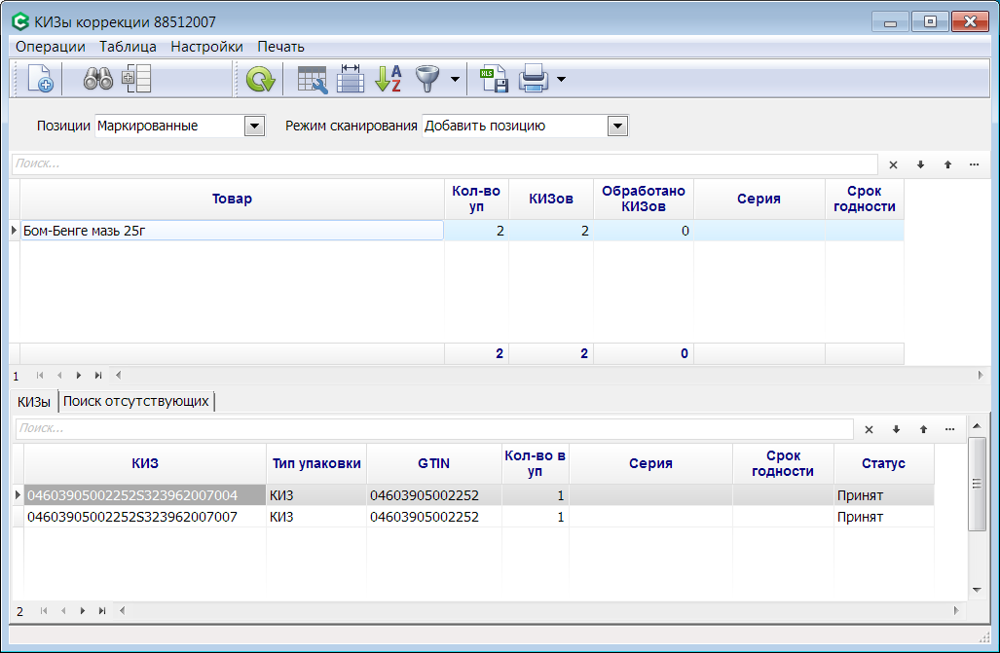 КИЗы коррекции 88512007
Операции Таблица Настройки Печать
Позиции Маркированные Режим сканирования Добавить позицию
Поиск...
Товар Кол-во уп КИЗов Обработано КИЗов Серия Срок годности
Бом-Бенге мазь 25г 2 2 0
2 2 0
1
КИЗы Поиск отсутствующих
Поиск...
КИЗ Тип упаковки GTIN Кол-во в уп Серия Срок годности Статус
04603905002252S323962007004 КИЗ 04603905002252 1 Принят
04603905002252S323962007007 КИЗ 04603905002252 1 Принят
2